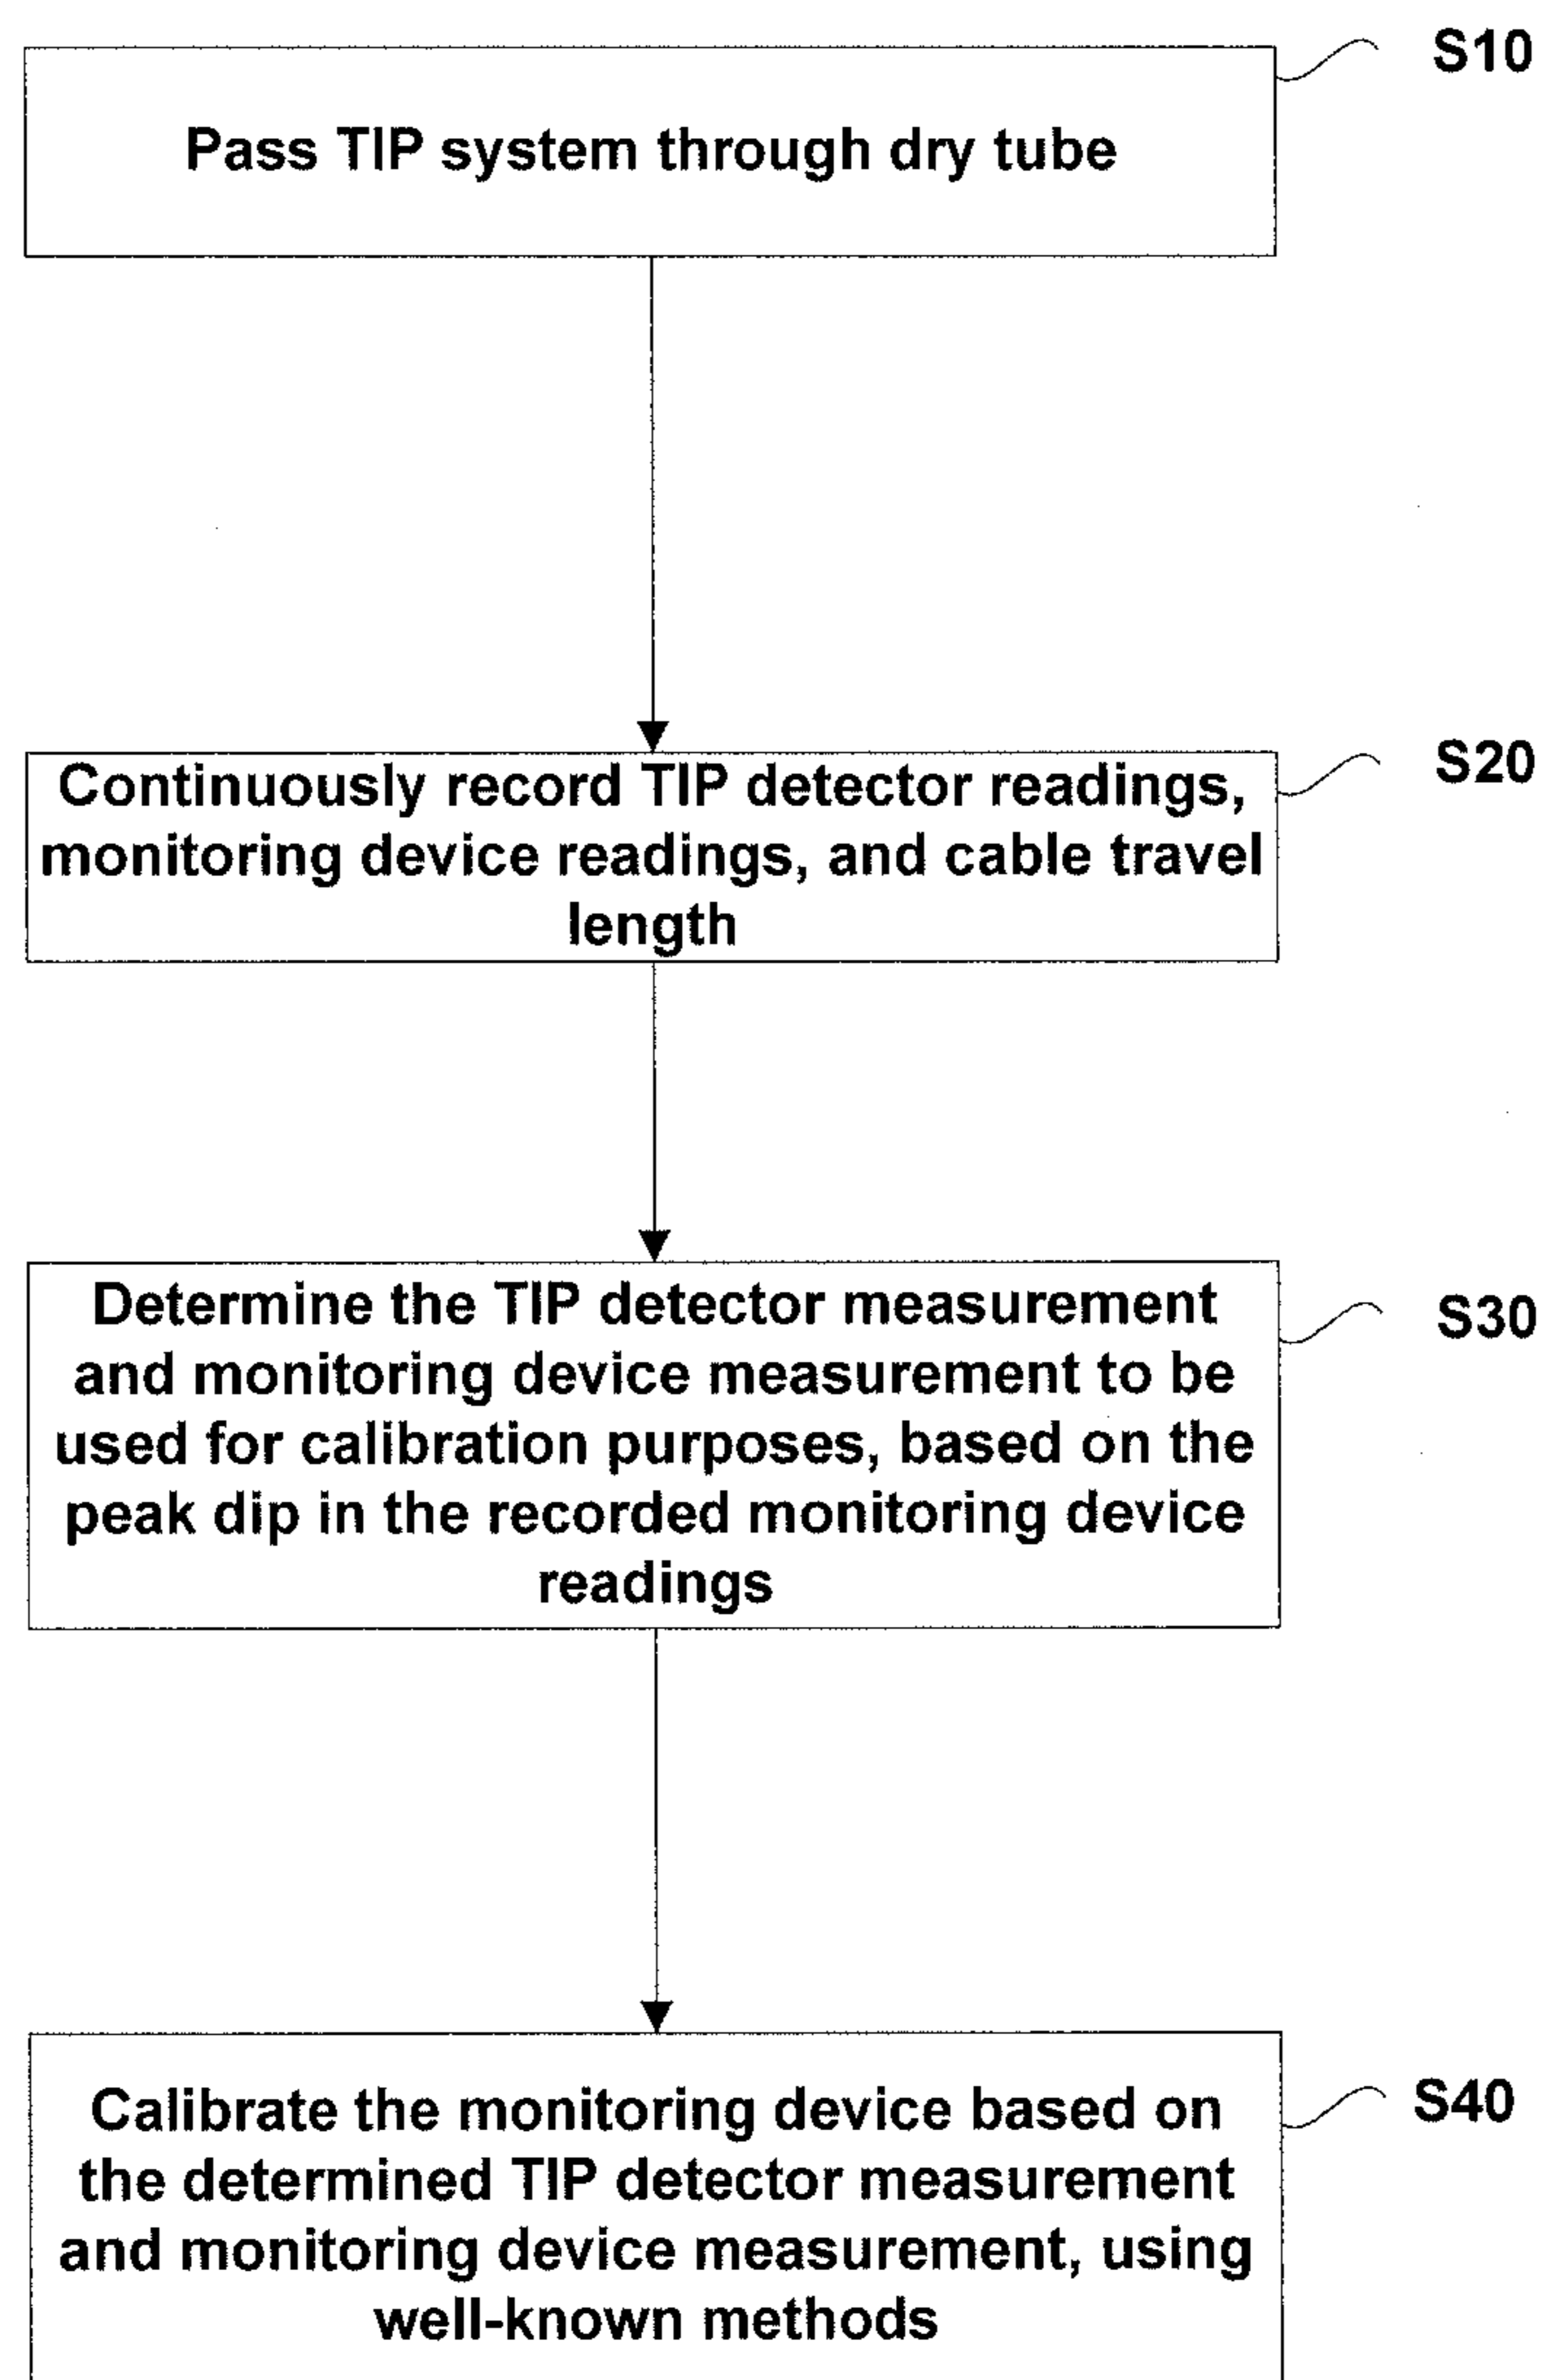 S10
Pass TIP system through dry tube
S20
Continuously record TIP detector readings,
monitoring device readings, and cable travel
length
S30
Determine the TIP detector measurement
and monitoring device measurement to be
used for calibration purposes, based on the
peak dip in the recorded monitoring device
readings
S40
Calibrate the monitoring device based on
the determined TIP detector measurement
and monitoring device measurement, using
well-known methods